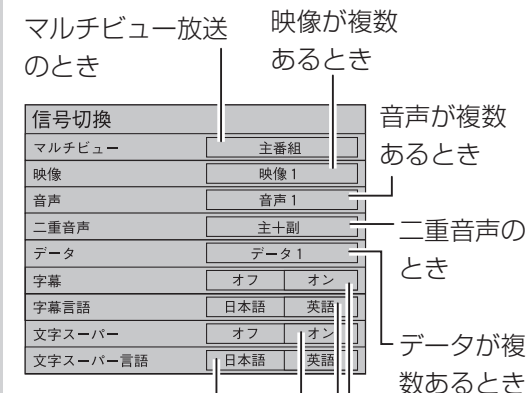 マルチビュー放送
のとき
映像が複数
あるとき
信号切換
マルチビュー 主番組
映像 映像1
音声 音声1
二重音声 主+副
データ データ1
字幕 オフ オン
字幕言語 日本語 英語
文字スーパー オフ オン
文字スーパー言語 日本語 英語
音声が複数
あるとき
二重音声の
とき
データが複
数あるとき